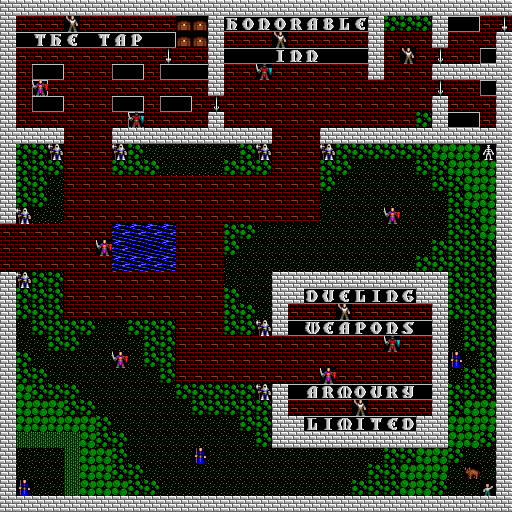 HONORABLE
THE TAP
INN
DUELING
WEAPONS
ARMOURY
LIMITED